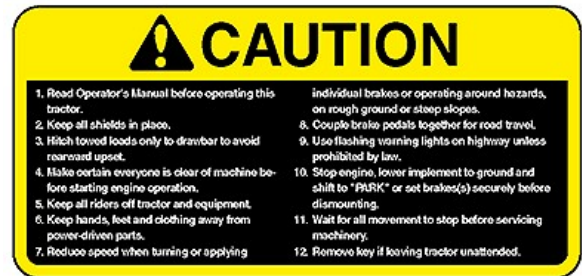 CAUTION
1. Read Operator's Manual before operating this
tractor.
2. Keep all shields in place.
3. Hitch towed loads only to drawbar to avoid
rearward upset.
4. Make certain everyone is clear of machine be-
fore starting engine operation.
5. Keep all riders off tractor and equipment.
6. Keep hands, feet and clothing away from
power-driven parts.
7. Reduce speed when turning or applying
individual brakes or operating around hazards,
on rough ground or steep slopes.
8. Couple brake pedals together for road travel.
9. Use flashing warning lights on highway unless
prohibited by law.
10. Stop engine, lower implement to ground and
shift to "PARK" or set brakes(s) securely before
dismounting.
11. Wait for all movement to stop before servicing
machinery.
12. Remove key if leaving tractor unattended.